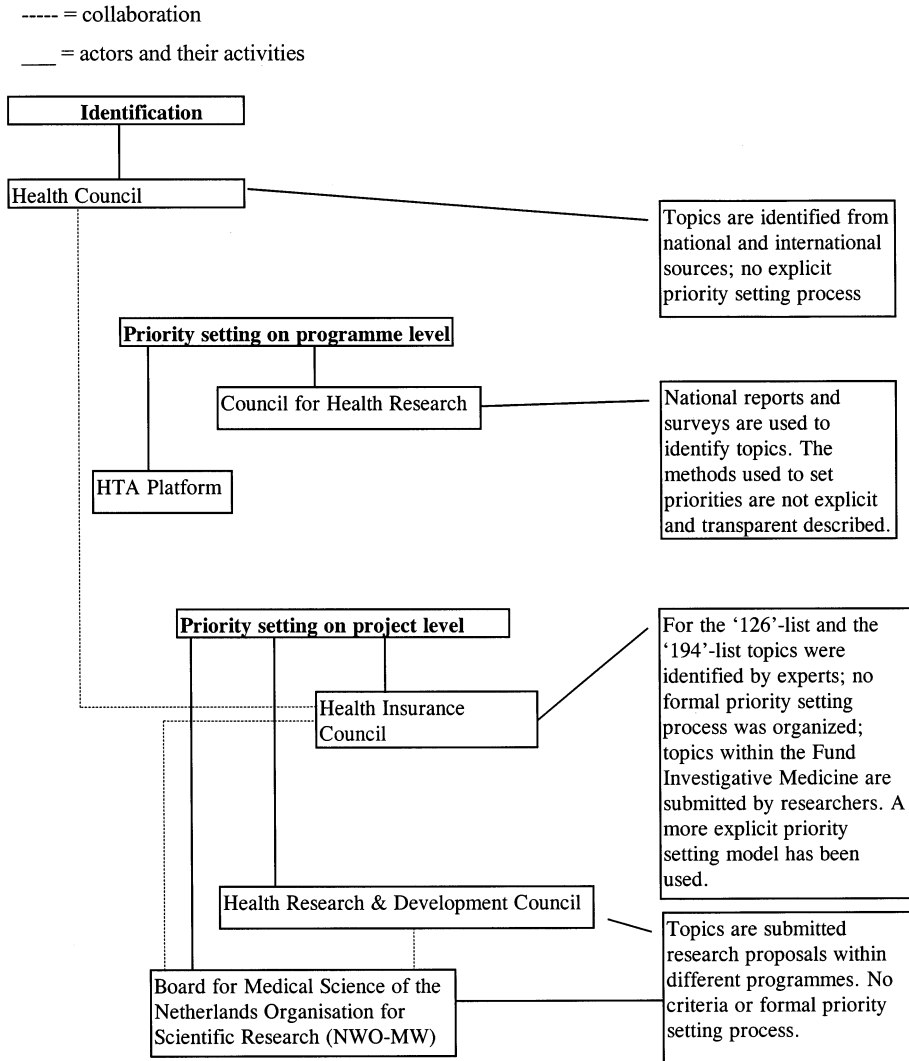 ----- = collaboration
___ = actors and their activities
Identification
Health Council
Topics are identified from
national and international
sources; no explicit
priority setting process
Priority setting on programme level
Council for Health Research
National reports and
surveys are used to
identify topics. The
methods used to set
priorities are not explicit
and transparent described.
HTA Platform
Priority setting on project level
Health Insurance
Council
For the ‘126’-list and the
‘194’-list topics were
identified by experts; no
formal priority setting
process was organized;
topics within the Fund
Investigative Medicine are
submitted by researchers. A
more explicit priority
setting model has been
used.
Health Research & Development Council
Topics are submitted
research proposals within
different programmes. No
criteria or formal priority
setting process.
Board for Medical Science of the
Netherlands Organisation for
Scientific Research (NWO-MW)